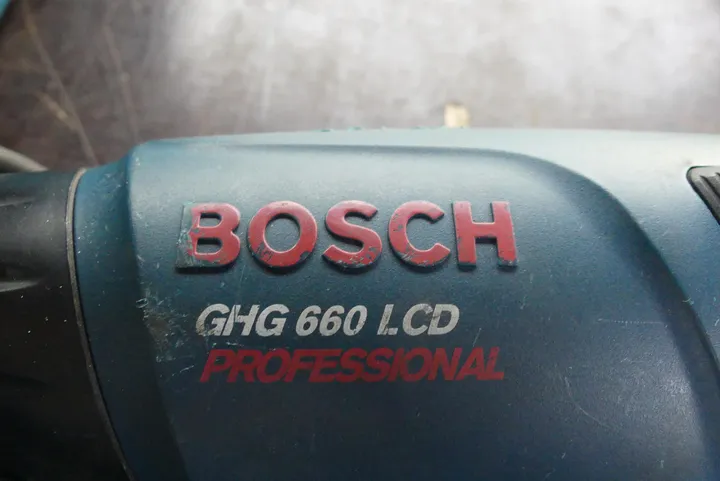 BOSCH
GHG 660 LCD
PROFESSIONAL